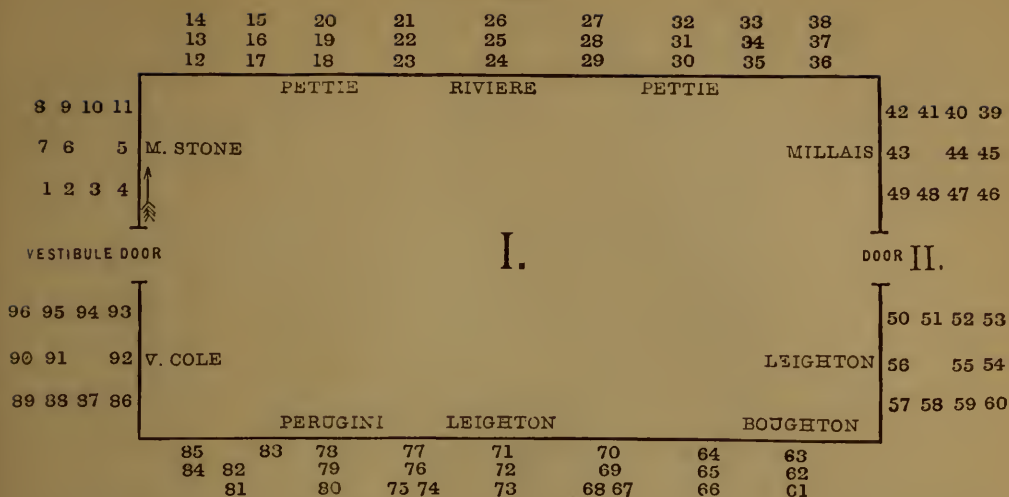 14 15 20 21 26 27 32 33 38
13 16 19 22 25 28 31 34 37
12 17 18 23 24 29 30 35 36
PETTIE RIVIERE PETTIE
8 9 10 11 42 41 40 39
7 6 5 M. STONE MILLAIS 43 44 45
1 2 3 4 49 48 47 46
VESTIBULE DOOR I. DOOR II.
96 95 94 93 50 51 52 53
90 91 92 V. COLE LEIGHTON 56 55 54
89 88 87 86 57 58 59 60
PERUGINI LEIGHTON BOUGHTON
85 83 78 77 71 70 64 63
84 82 79 76 72 69 65 62
81 80 75 74 73 68 67 66 C1